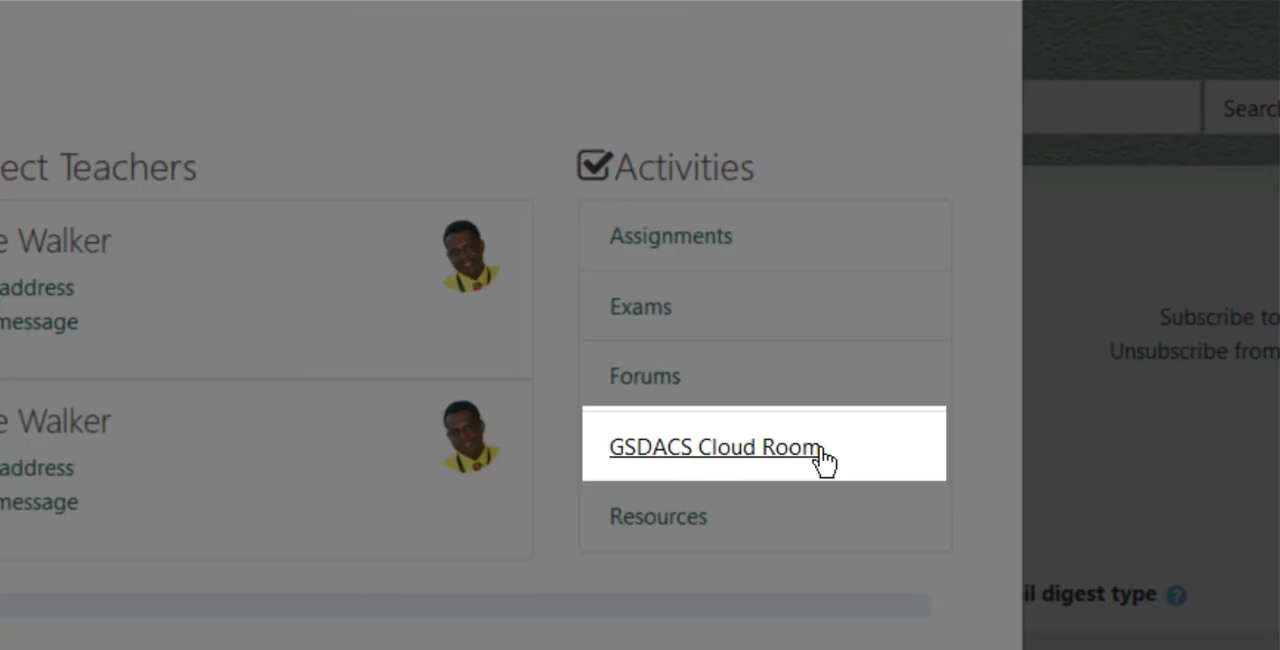 Search
ect Teachers
Activities
e Walker
address
message
e Walker
address
message
Assignments
Exams
Forums
GSDACS Cloud Room
Resources
Subscribe to
Unsubscribe from
il digest type